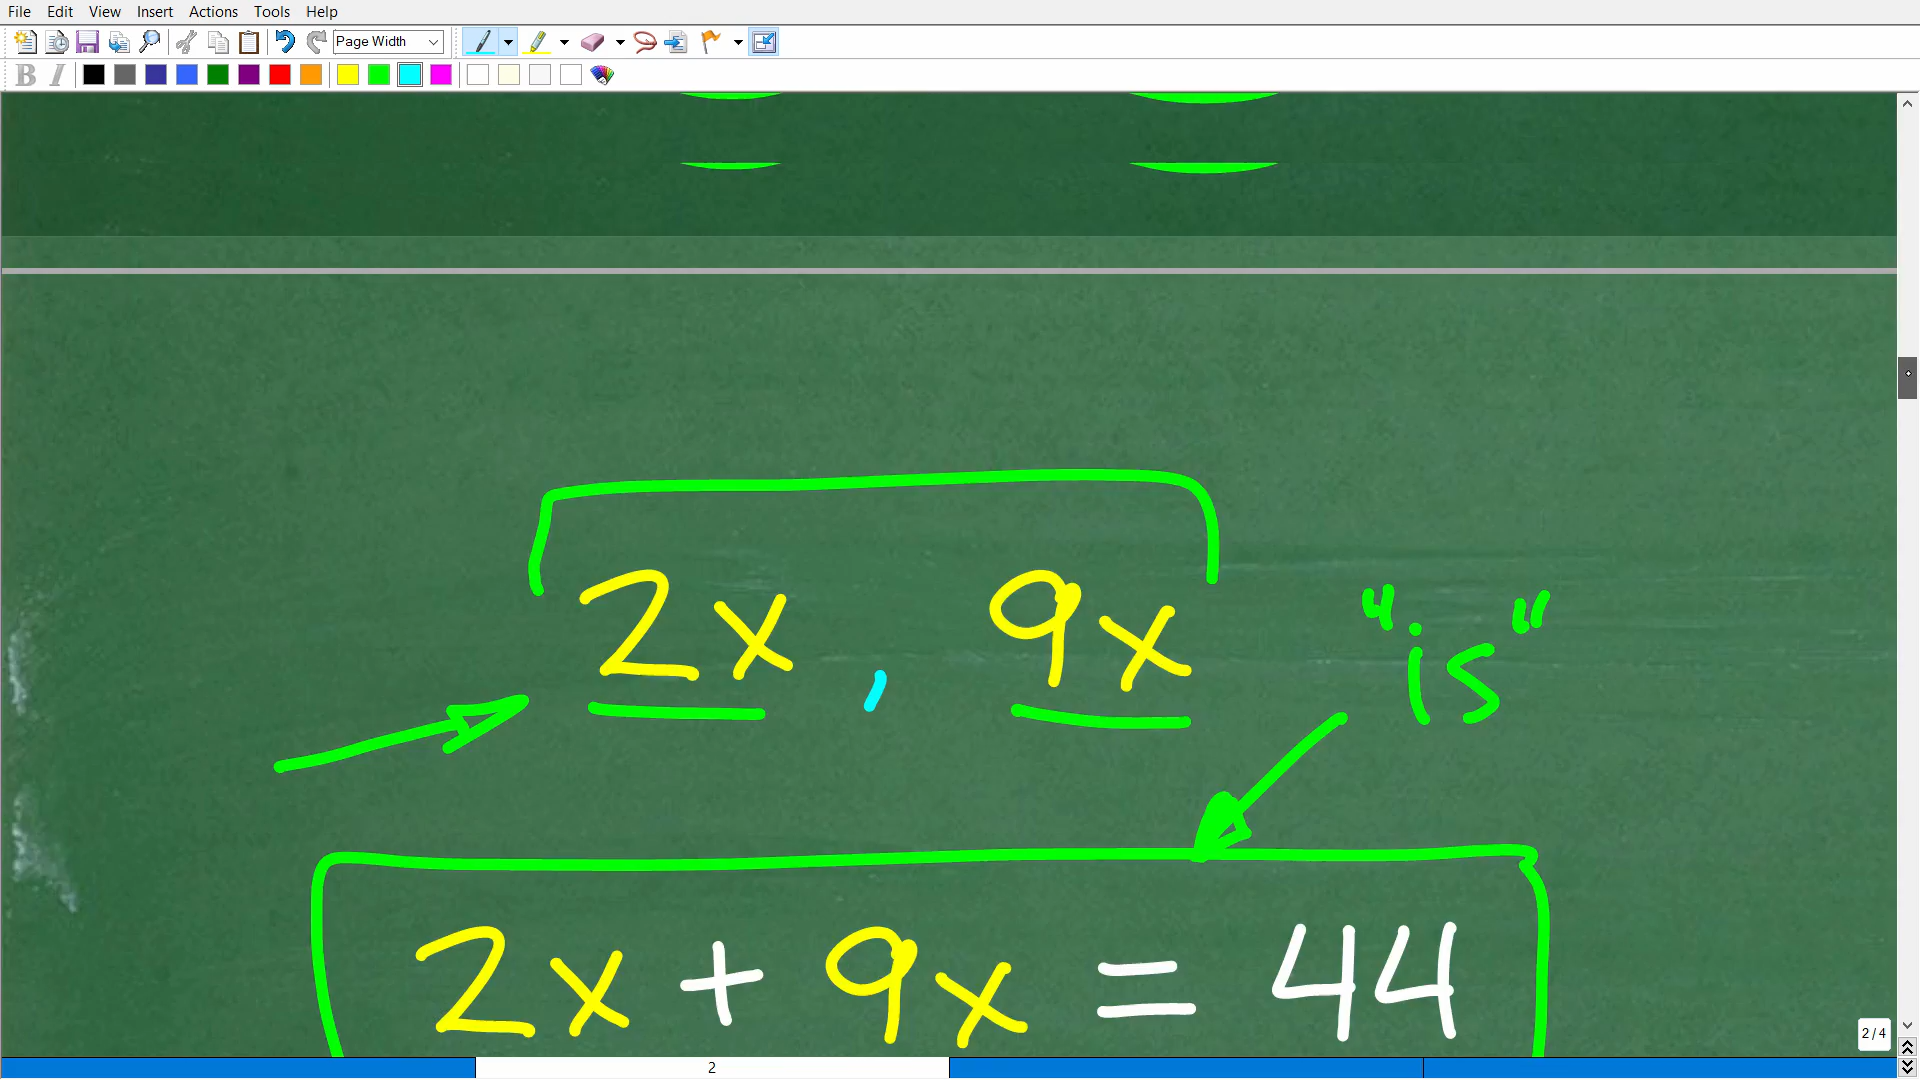 File Edit View Insert Actions Tools Help
Page Width
B I
2x , 9x "is"
2x + 9x = 44
2 / 4
2